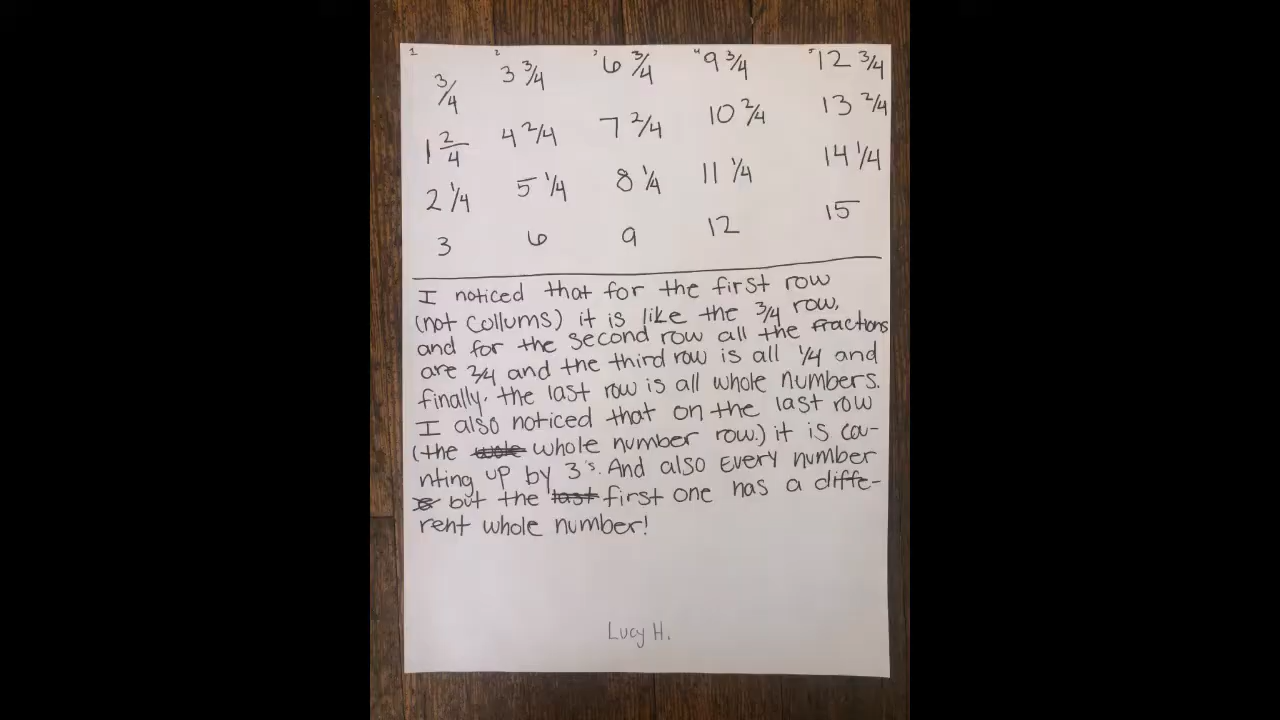 1 2 3 4 5
3/4 3 3/4 6 3/4 9 3/4 12 3/4
1 2/4 4 2/4 7 2/4 10 2/4 13 2/4
2 1/4 5 1/4 8 1/4 11 1/4 14 1/4
3 6 9 12 15
I noticed that for the first row
(not collums) it is like the 3/4 row,
and for the second row all the fractions
are 2/4 and the third row is all 1/4 and
finally. the last row is all whole numbers.
I also noticed that on the last row
(the whole number row.) it is cou-
nting up by 3's. And also every number
but the first one has a diffe-
rent whole number!
Lucy H.